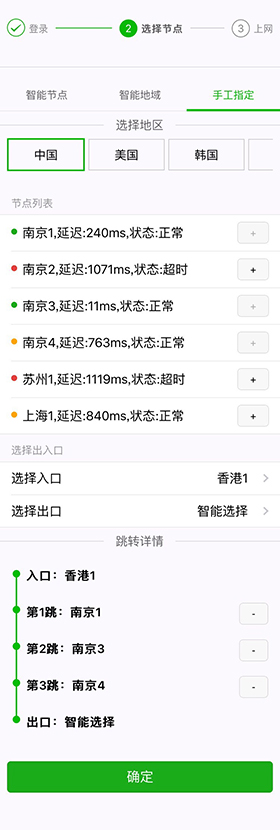 登录 2 选择节点 3 上网
智能节点 智能地域 手工指定
选择地区
中国 美国 韩国
节点列表
南京1,延迟:240ms,状态:正常 +
南京2,延迟:1071ms,状态:超时 +
南京3,延迟:11ms,状态:正常 +
南京4,延迟:763ms,状态:正常 +
苏州1,延迟:1119ms,状态:超时 +
上海1,延迟:840ms,状态:正常 +
选择出入口
选择入口 香港1
选择出口 智能选择
跳转详情
入口：香港1
第1跳：南京1 -
第2跳：南京3 -
第3跳：南京4 -
出口：智能选择
确定